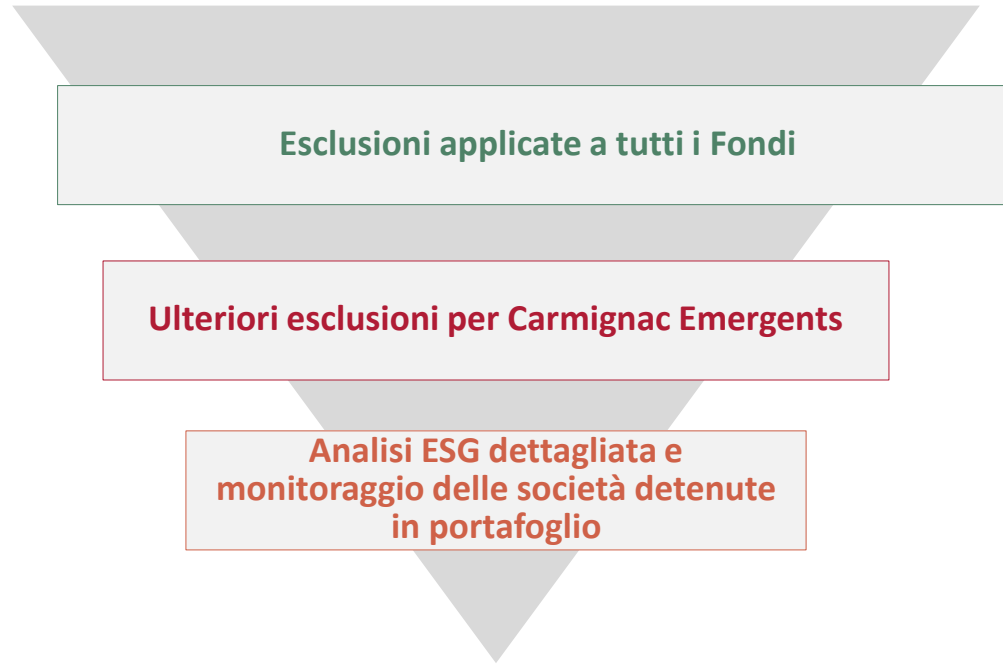 Esclusioni applicate a tutti i Fondi
Ulteriori esclusioni per Carmignac Emergents
Analisi ESG dettagliata e
monitoraggio delle società detenute
in portafoglio